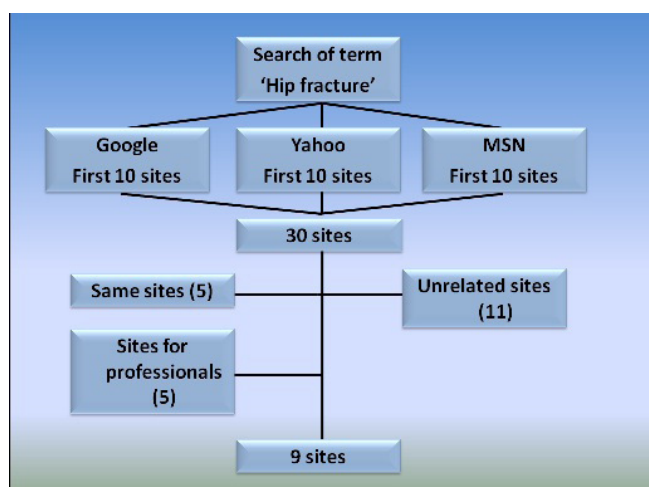 Search of term
‘Hip fracture’
Google
First 10 sites
Yahoo
First 10 sites
MSN
First 10 sites
30 sites
Same sites (5)
Unrelated sites
(11)
Sites for
professionals
(5)
9 sites